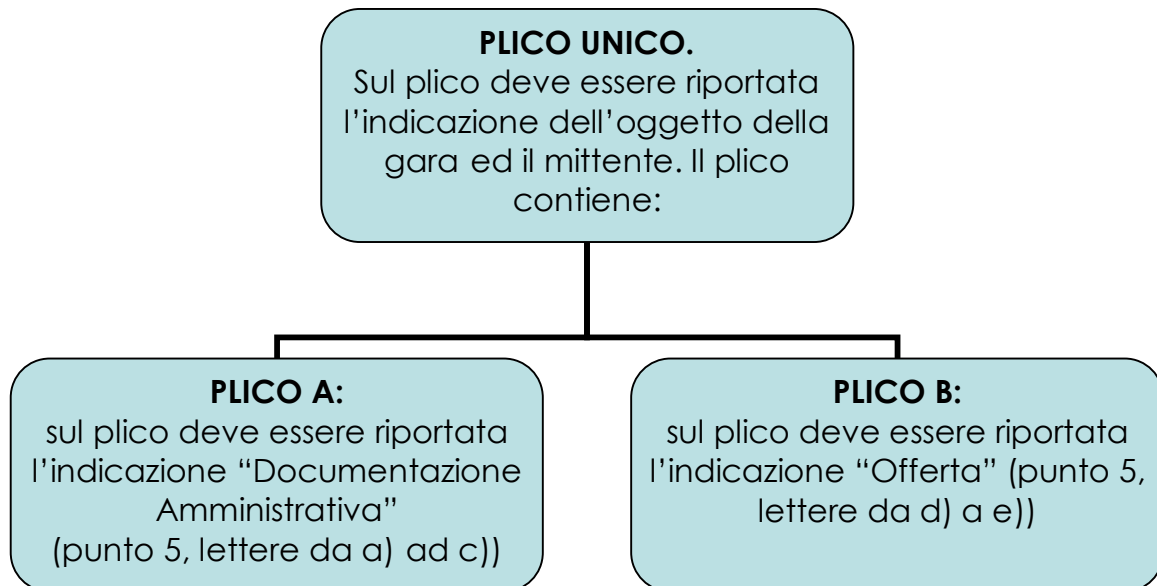 PLICO UNICO.
Sul plico deve essere riportata
l’indicazione dell’oggetto della
gara ed il mittente. Il plico
contiene:
PLICO A:
sul plico deve essere riportata
l’indicazione “Documentazione
Amministrativa”
(punto 5, lettere da a) ad c))
PLICO B:
sul plico deve essere riportata
l’indicazione “Offerta” (punto 5,
lettere da d) a e))